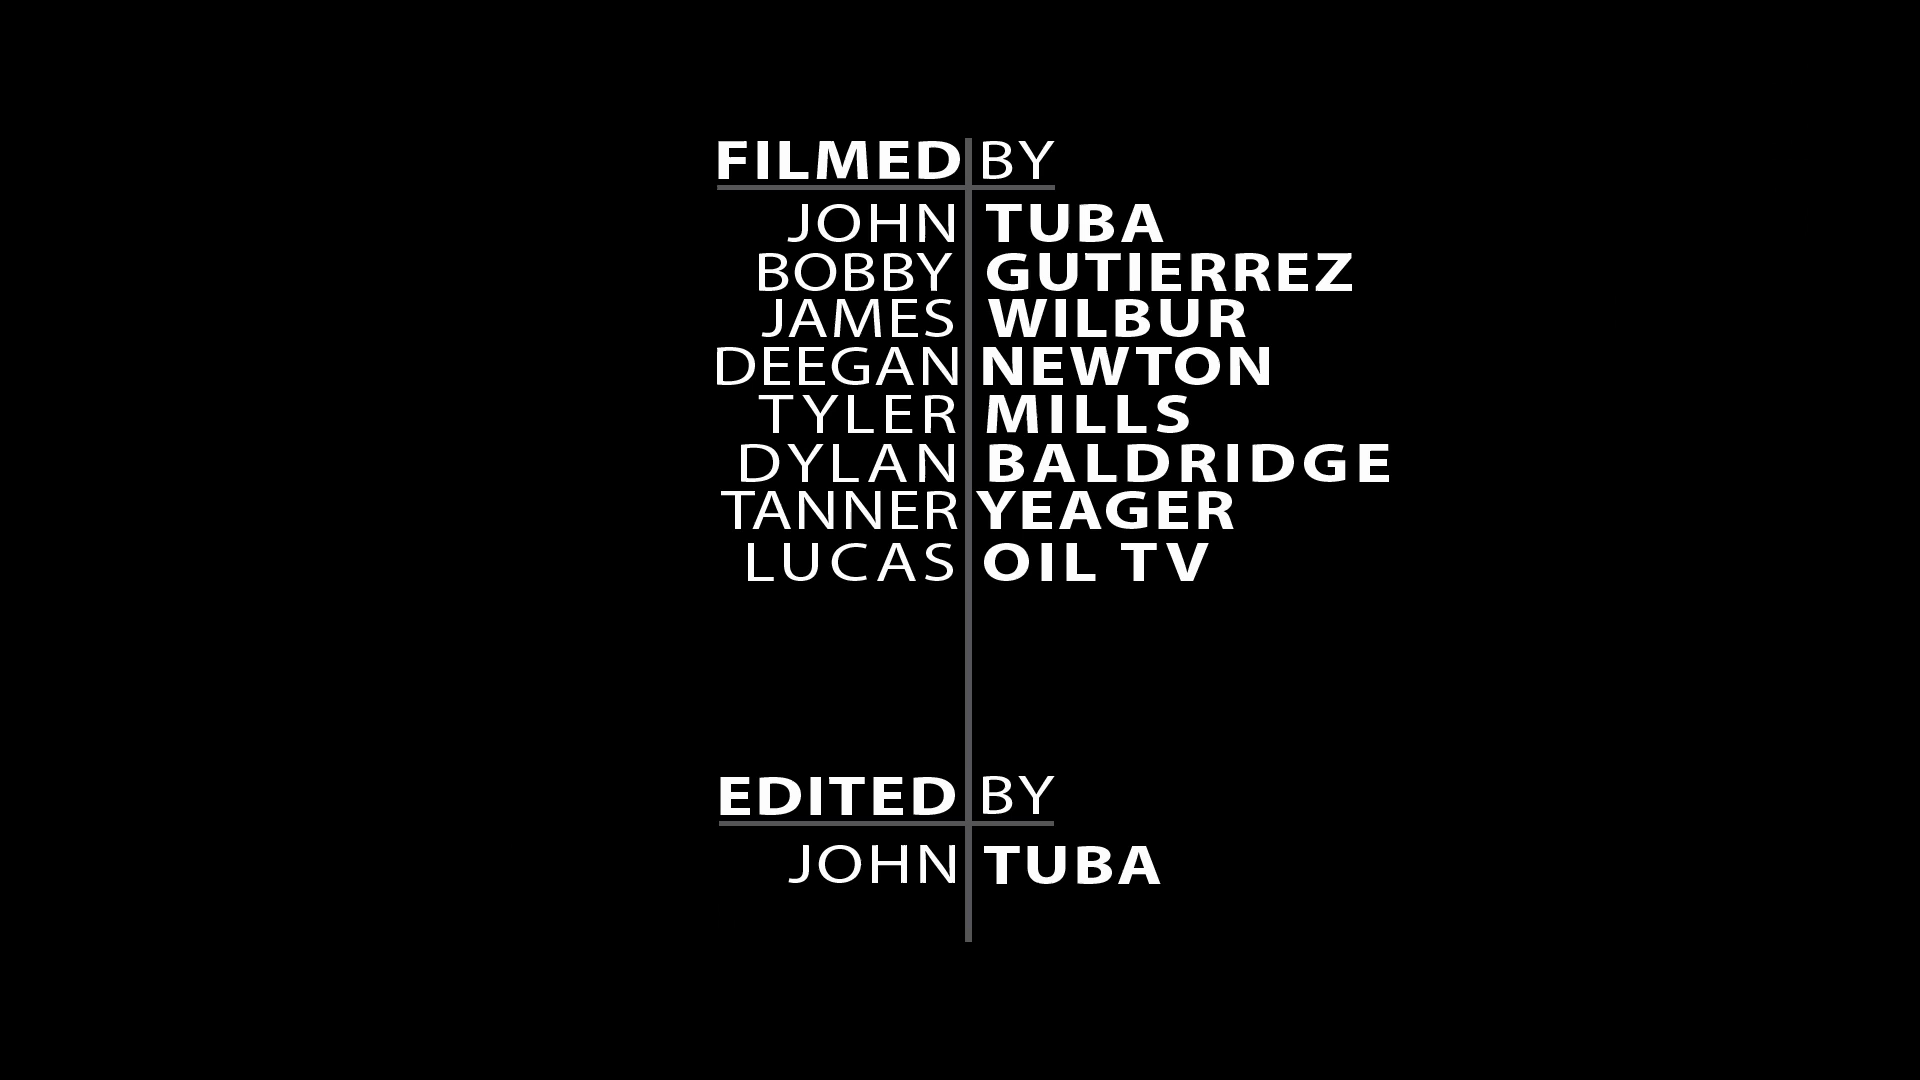 FILMED BY
JOHN TUBA
BOBBY GUTIERREZ
JAMES WILBUR
DEEGAN NEWTON
TYLER MILLS
DYLAN BALDRIDGE
TANNER YEAGER
LUCAS OIL TV
EDITED BY
JOHN TUBA